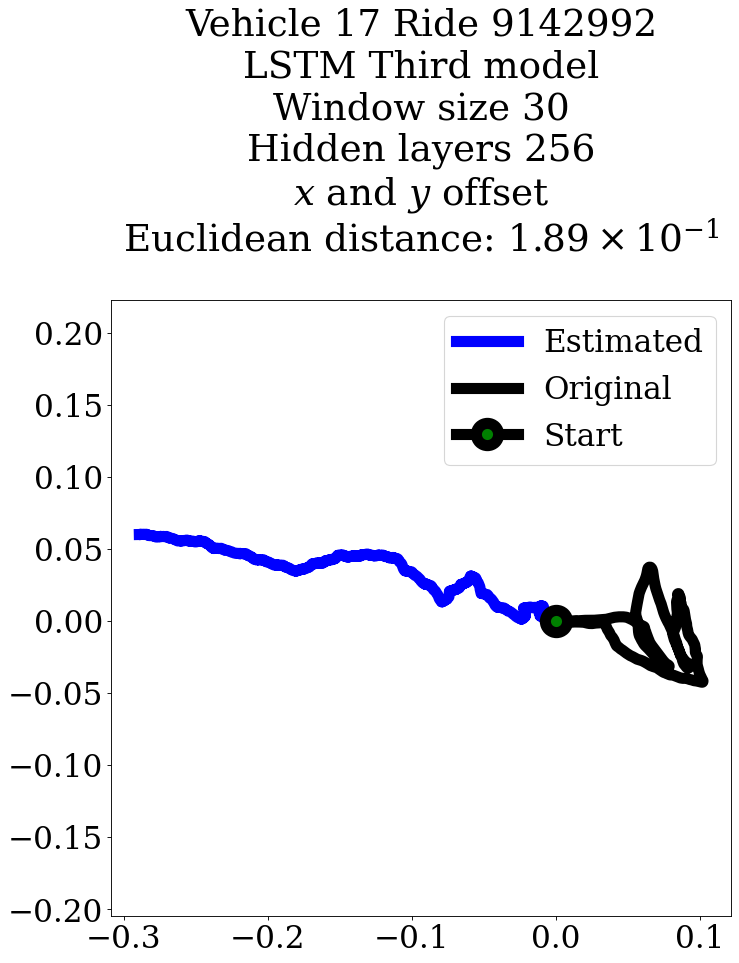 Vehicle 17 Ride 9142992
LSTM Third model
Window size 30
Hidden layers 256
x and y offset
Euclidean distance: 1.89 × 10⁻¹
Estimated
Original
Start
0.20
0.15
0.10
0.05
0.00
−0.05
−0.10
−0.15
−0.20
−0.3 −0.2 −0.1 0.0 0.1